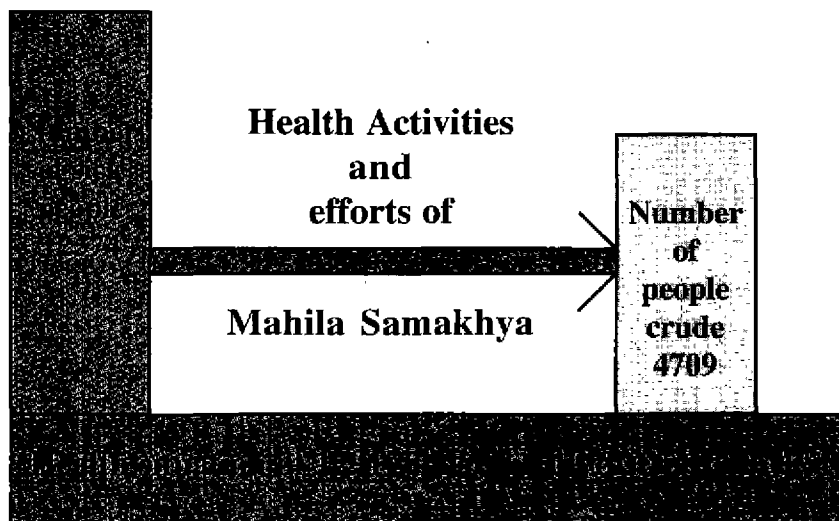 Health Activities
and
efforts of
Mahila Samakhya
Number
of
people
crude
4709